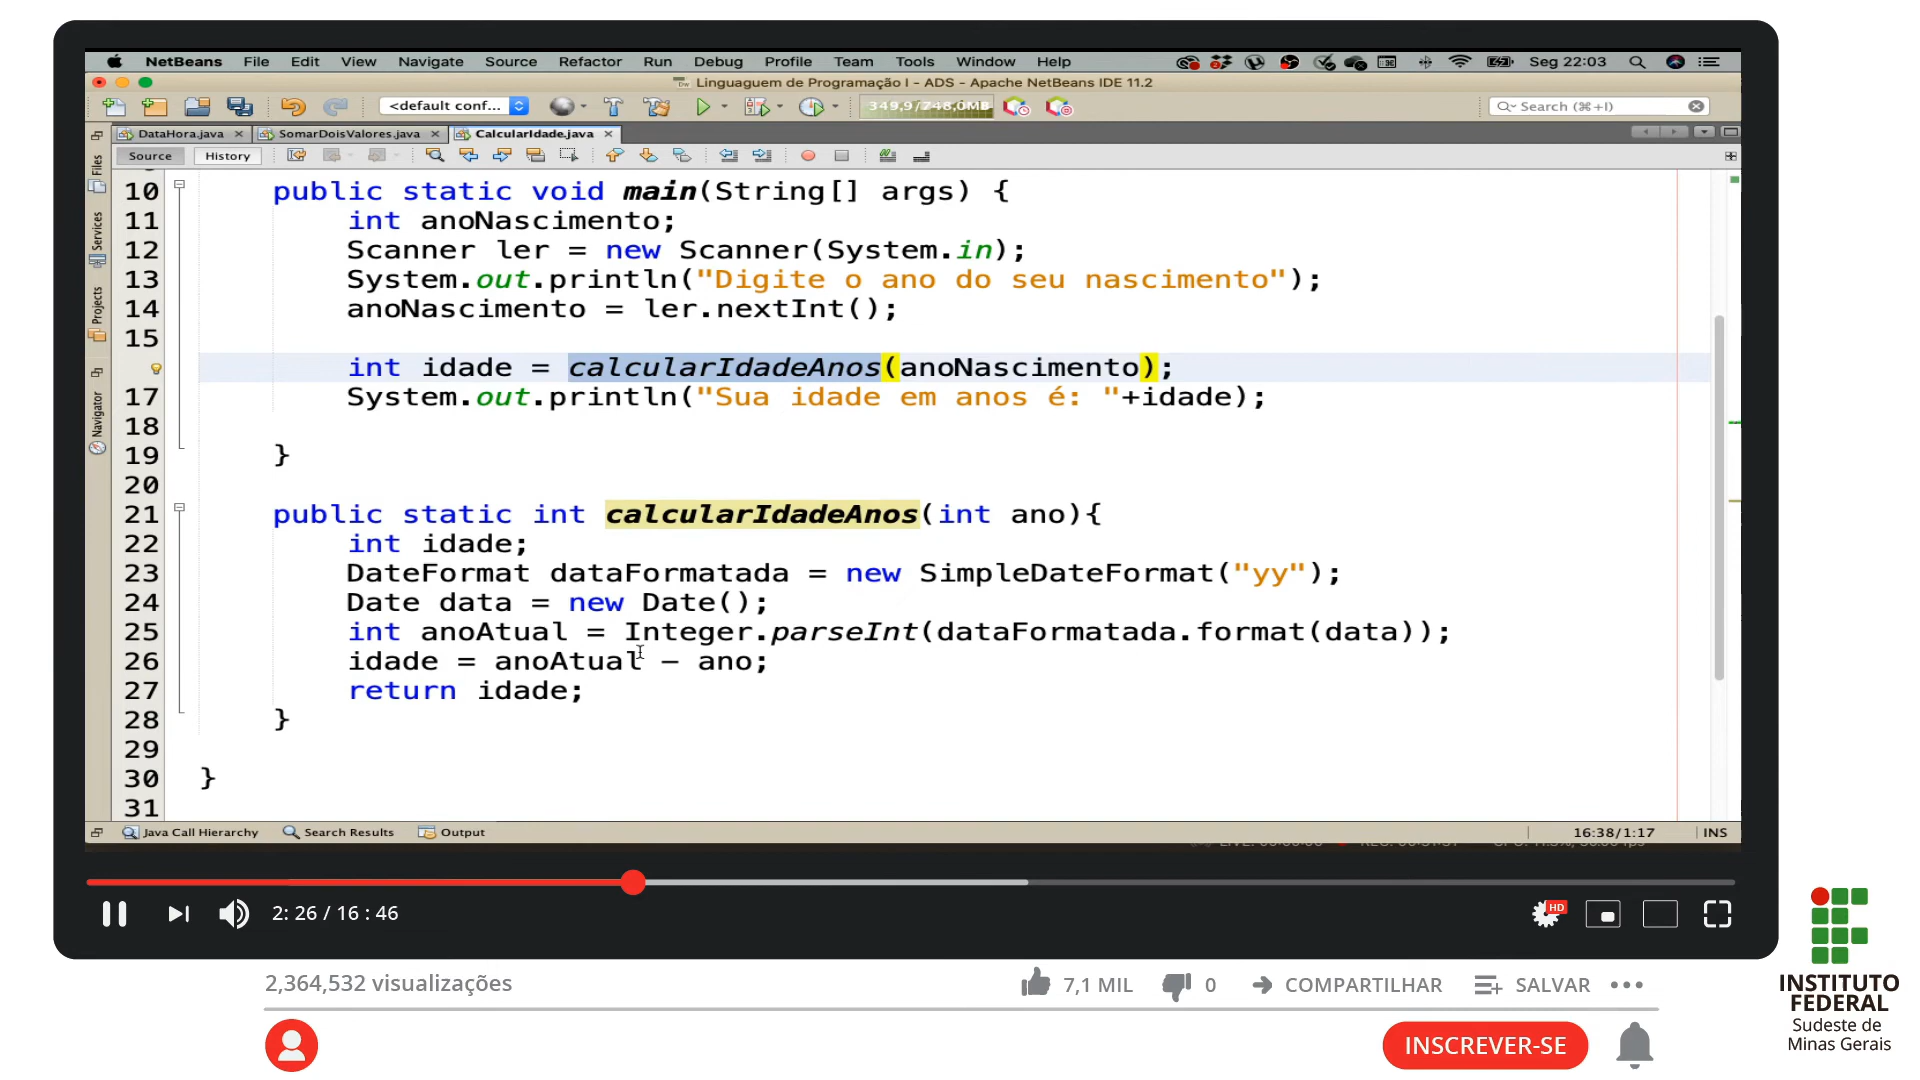 NetBeans File Edit View Navigate Source Refactor Run Debug Profile Team Tools Window Help Seg 22:03
Linguaguem de Programação I - ADS - Apache NetBeans IDE 11.2
<default conf... 349,9/748,0MB Search (⌘+I)
DataHora.java SomarDoisValores.java CalcularIdade.java
Source History
Files
Services
Projects
Navigator
10 public static void main(String[] args) {
11 int anoNascimento;
12 Scanner ler = new Scanner(System.in);
13 System.out.println("Digite o ano do seu nascimento");
14 anoNascimento = ler.nextInt();
15
int idade = calcularIdadeAnos(anoNascimento);
17 System.out.println("Sua idade em anos é: "+idade);
18
19 }
20
21 public static int calcularIdadeAnos(int ano){
22 int idade;
23 DateFormat dataFormatada = new SimpleDateFormat("yy");
24 Date data = new Date();
25 int anoAtual = Integer.parseInt(dataFormatada.format(data));
26 idade = anoAtual - ano;
27 return idade;
28 }
29
30 }
31
Java Call Hierarchy Search Results Output 16:38/1:17 INS
2: 26 / 16 : 46 HD
2,364,532 visualizações 7,1 MIL 0 COMPARTILHAR SALVAR
INSCREVER-SE
INSTITUTO
FEDERAL
Sudeste de
Minas Gerais